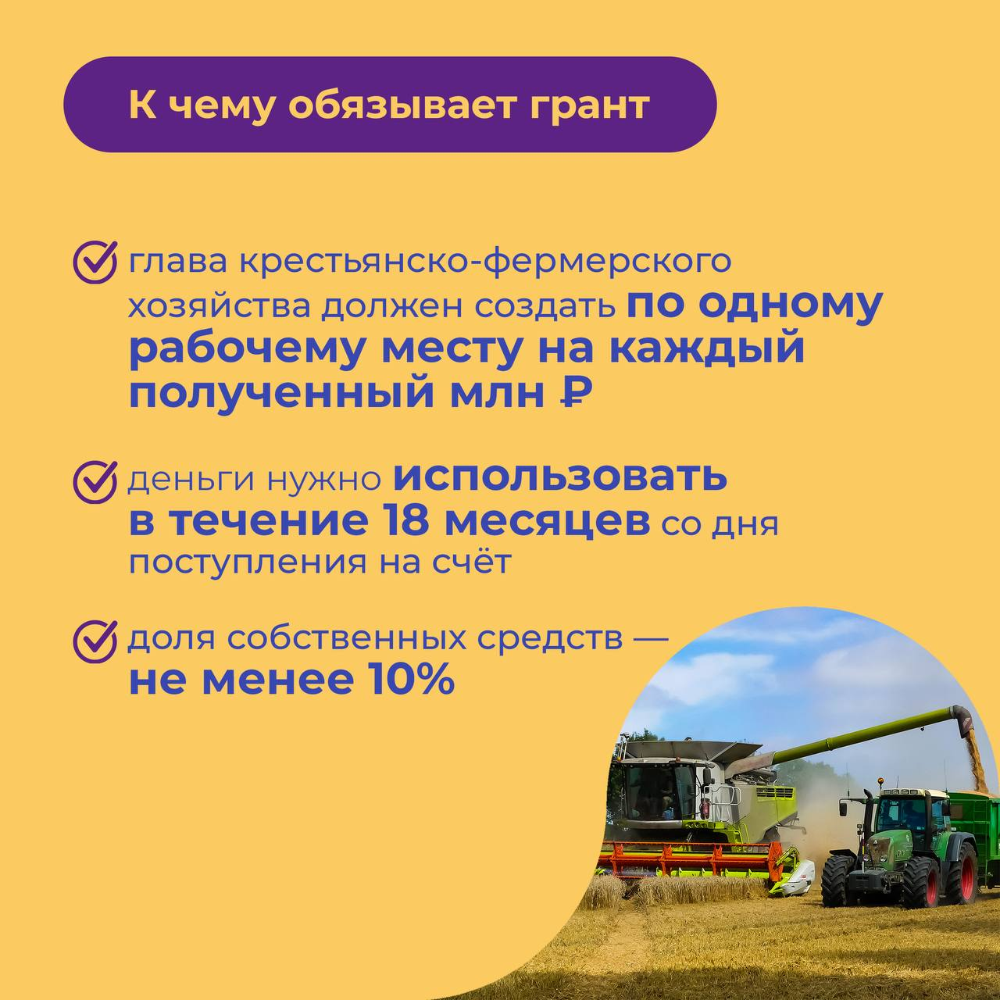 К чему обязывает грант
глава крестьянско-фермерского
хозяйства должен создать по одному
рабочему месту на каждый
полученный млн ₽
деньги нужно использовать
в течение 18 месяцев со дня
поступления на счёт
доля собственных средств —
не менее 10%